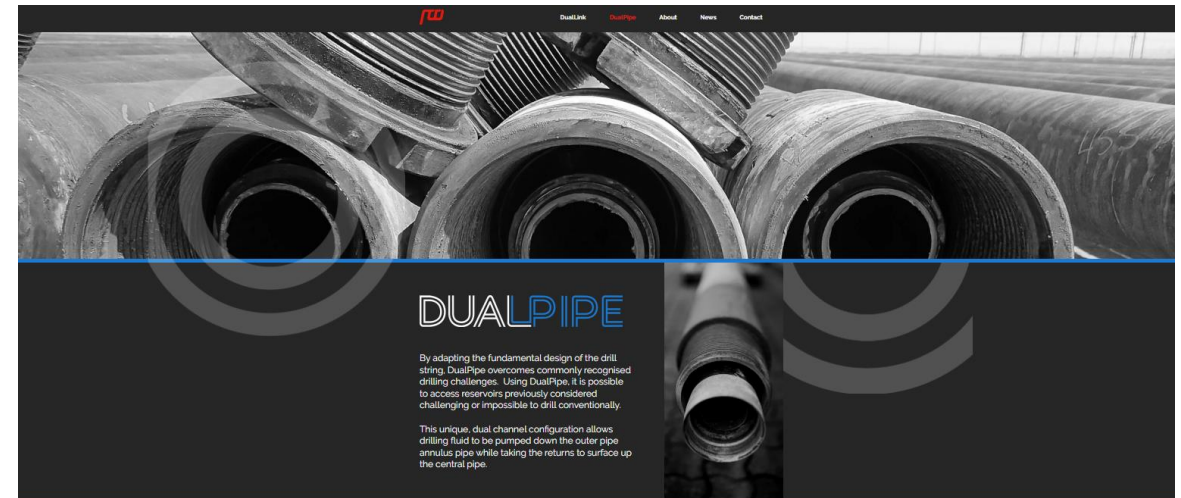 DualLink DualPipe About News Contact
DUALPIPE
By adapting the fundamental design of the drill
string, DualPipe overcomes commonly recognised
drilling challenges.  Using DualPipe, it is possible
to access reservoirs previously considered
challenging or impossible to drill conventionally.
This unique, dual channel configuration allows
drilling fluid to be pumped down the outer pipe
annulus pipe while taking the returns to surface up
the central pipe.